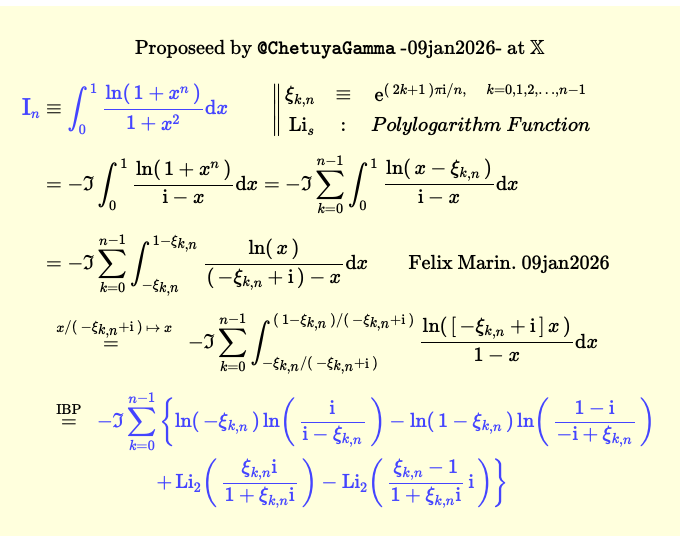 Proposeed by @ChetuyaGamma -09jan2026- at 𝕏
I_n ≡ ∫_0^1 ln(1 + x^n)/(1 + x^2) dx ‖ ξ_{k,n} ≡ e^{(2k+1)πi/n}, k=0,1,2,…,n−1
‖ Li_s : Polylogarithm Function
= −ℑ ∫_0^1 ln(1 + x^n)/(i − x) dx = −ℑ ∑_{k=0}^{n−1} ∫_0^1 ln(x − ξ_{k,n})/(i − x) dx
= −ℑ ∑_{k=0}^{n−1} ∫_{−ξ_{k,n}}^{1−ξ_{k,n}} ln(x)/((−ξ_{k,n} + i) − x) dx Felix Marin. 09jan2026
x/(−ξ_{k,n}+i) ↦ x = −ℑ ∑_{k=0}^{n−1} ∫_{−ξ_{k,n}/(−ξ_{k,n}+i)}^{(1−ξ_{k,n})/(−ξ_{k,n}+i)} ln([−ξ_{k,n} + i] x)/(1 − x) dx
IBP = −ℑ ∑_{k=0}^{n−1} { ln(−ξ_{k,n}) ln( i/(i − ξ_{k,n}) ) − ln(1 − ξ_{k,n}) ln( (1 − i)/(−i + ξ_{k,n}) )
+ Li_2( ξ_{k,n}i/(1 + ξ_{k,n}i) ) − Li_2( (ξ_{k,n} − 1)/(1 + ξ_{k,n}i) i ) }